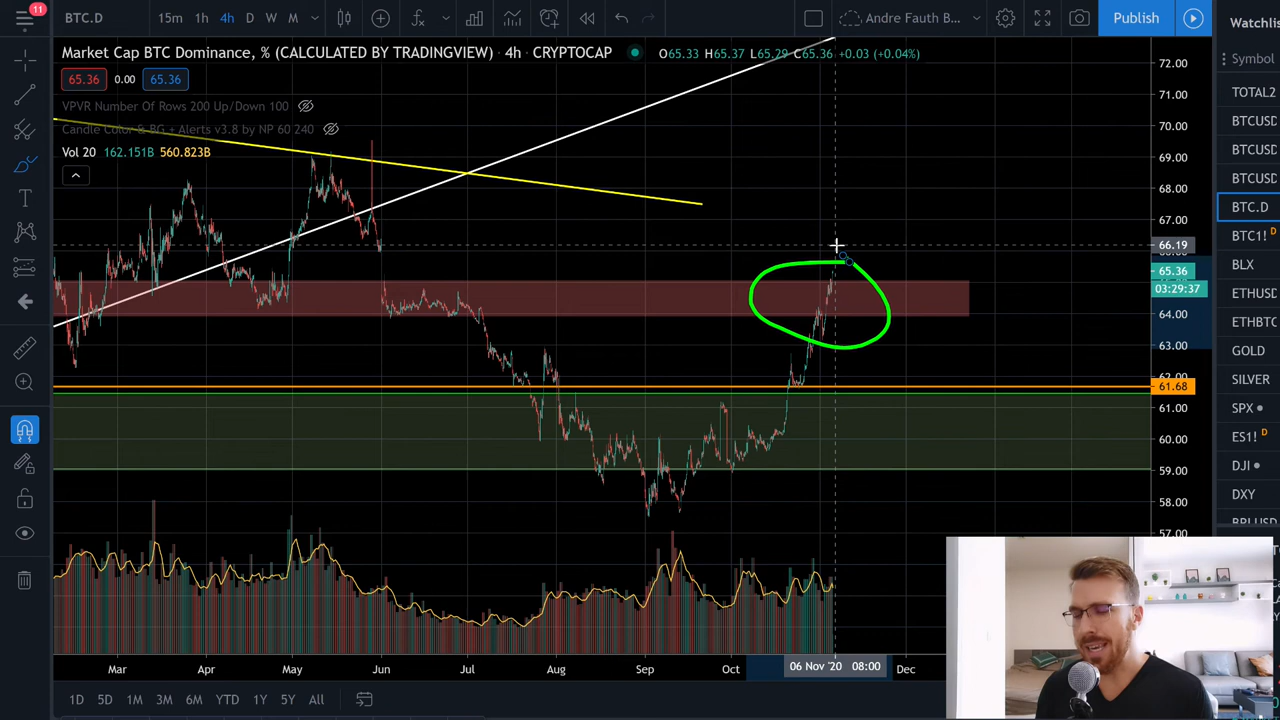 11
BTC.D 15m 1h 4h D W M Andre Fauth B... Publish
Watchlis
Market Cap BTC Dominance, % (CALCULATED BY TRADINGVIEW) · 4h · CRYPTOCAP O65.33 H65.37 L65.29 C65.36 +0.03 (+0.04%)
65.36 0.00 65.36
VPVR Number Of Rows 200 Up/Down 100
Candle Color & BG + Alerts v3.8 by NP 60 240
Vol 20 162.151B 560.823B
72.00
71.00
70.00
69.00
68.00
67.00
66.19
65.36
03:29:37
64.00
63.00
62.00
61.68
61.00
60.00
59.00
58.00
57.00
Symbol
TOTAL2
BTCUSD
BTCUSD
BTCUSD
BTC.D
BTC1! D
BLX
ETHUSD
ETHBTC
GOLD
SILVER
SPX
ES1! D
DJI
DXY
BRLUSD
Mar Apr May Jun Jul Aug Sep Oct 06 Nov '20 08:00 Dec
1D 5D 1M 3M 6M YTD 1Y 5Y All